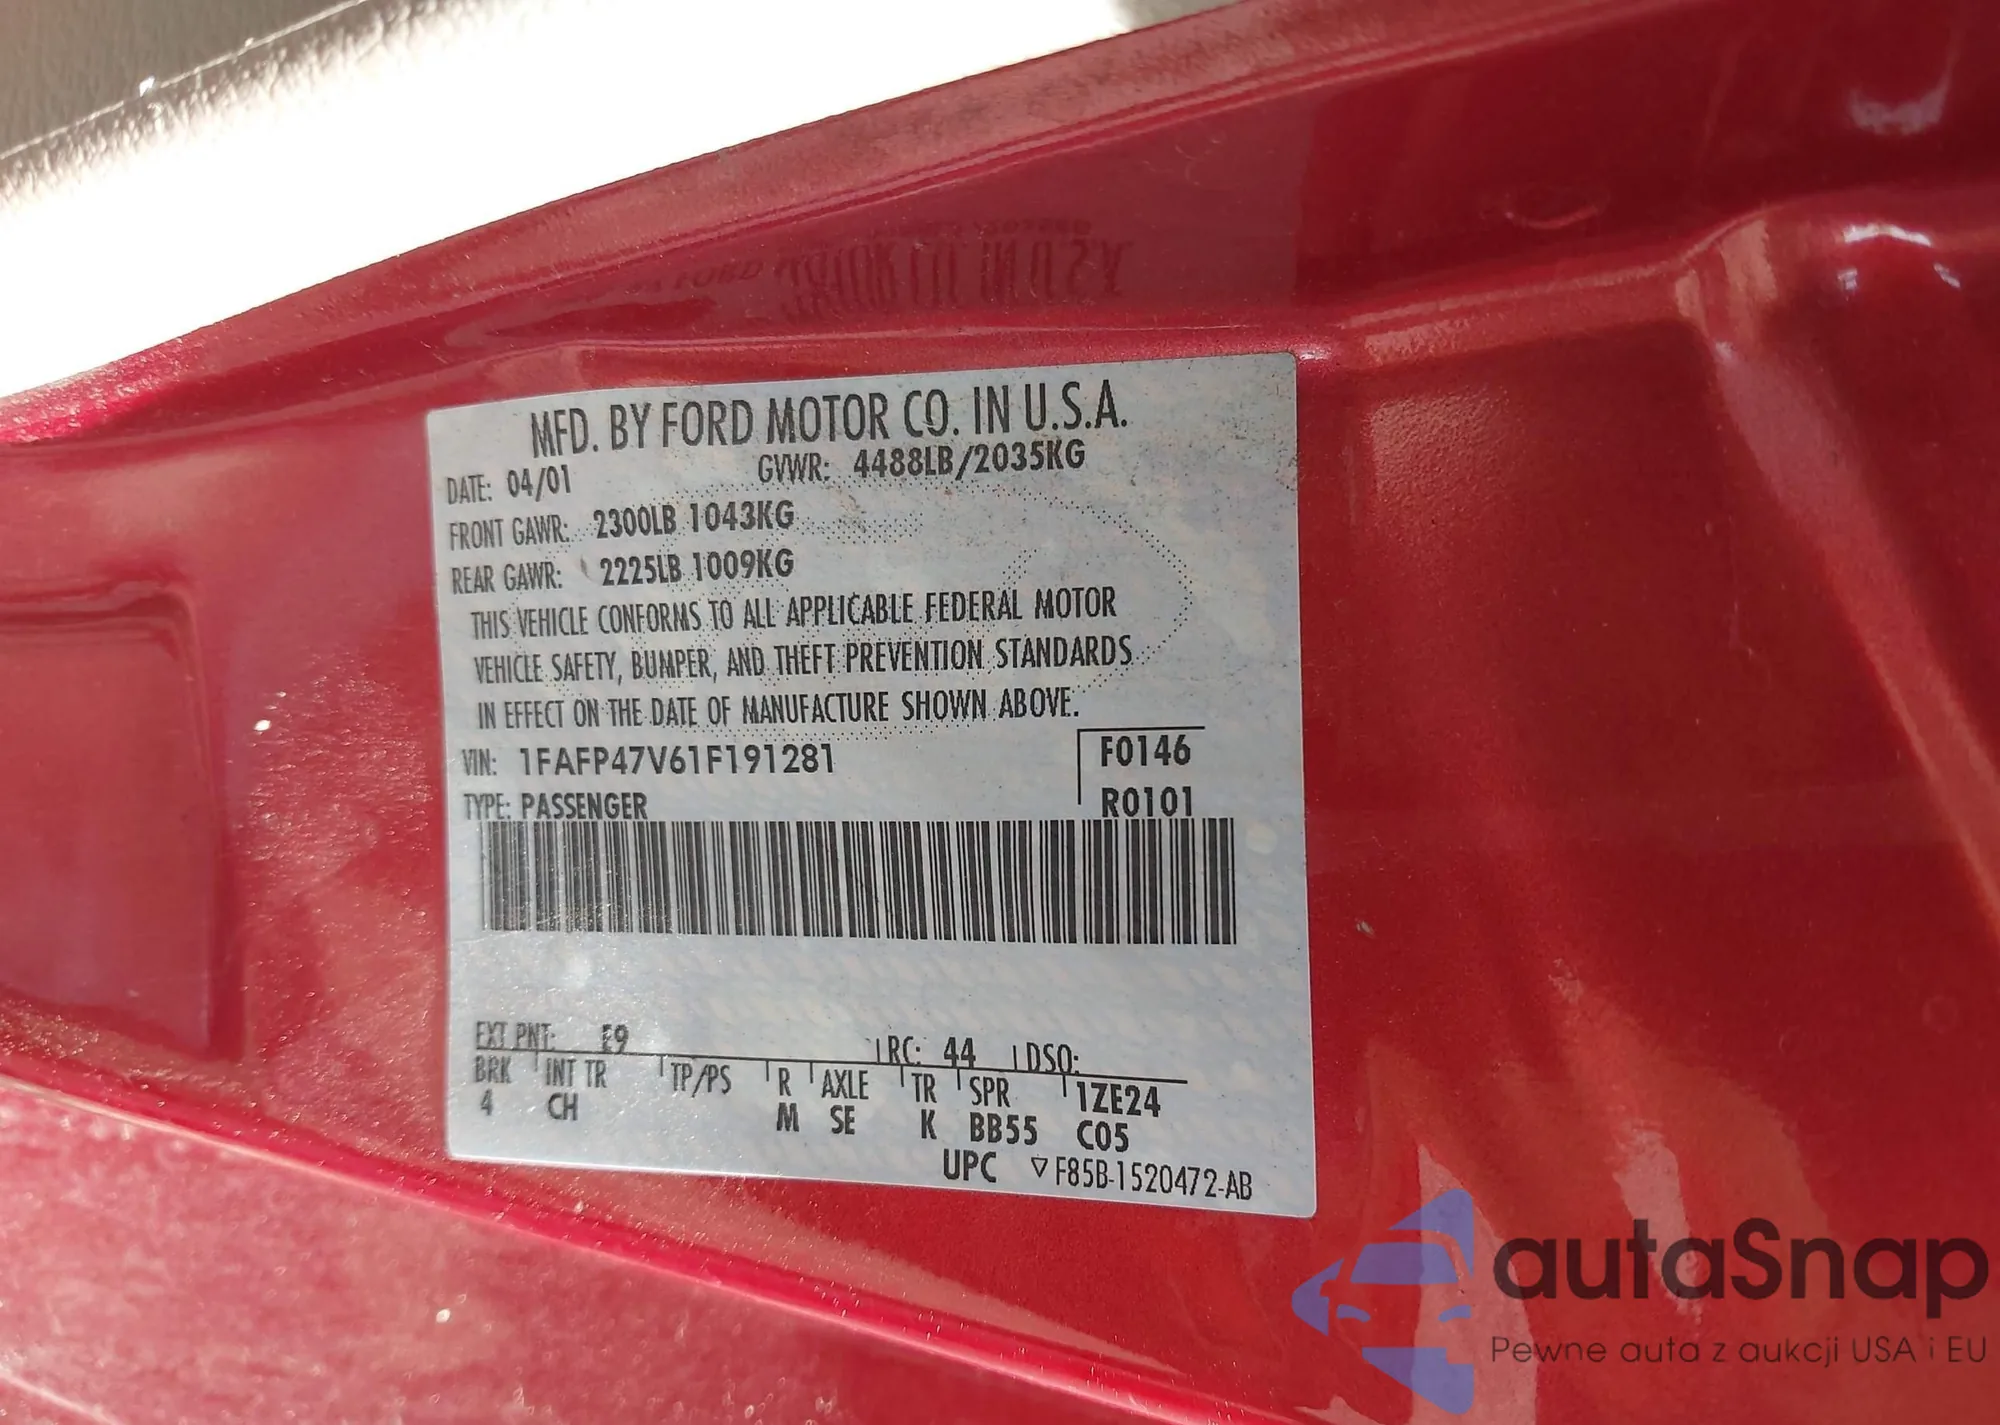 MFD. BY FORD MOTOR CO. IN U.S.A.
DATE: 04/01 GVWR: 4488LB/2035KG
FRONT GAWR: 2300LB 1043KG
REAR GAWR: 2225LB 1009KG
THIS VEHICLE CONFORMS TO ALL APPLICABLE FEDERAL MOTOR
VEHICLE SAFETY, BUMPER, AND THEFT PREVENTION STANDARDS
IN EFFECT ON THE DATE OF MANUFACTURE SHOWN ABOVE.
VIN: 1FAFP47V61F191281 F0146
TYPE: PASSENGER R0101
EXT PNT: E9 RC: 44 DSO:
BRK INT TR TP/PS R AXLE TR SPR 1ZE24
4 CH M SE K BB55 C05
UPC ▽ F85B-1520472-AB
autaSnap
Pewne auta z aukcji USA i EU